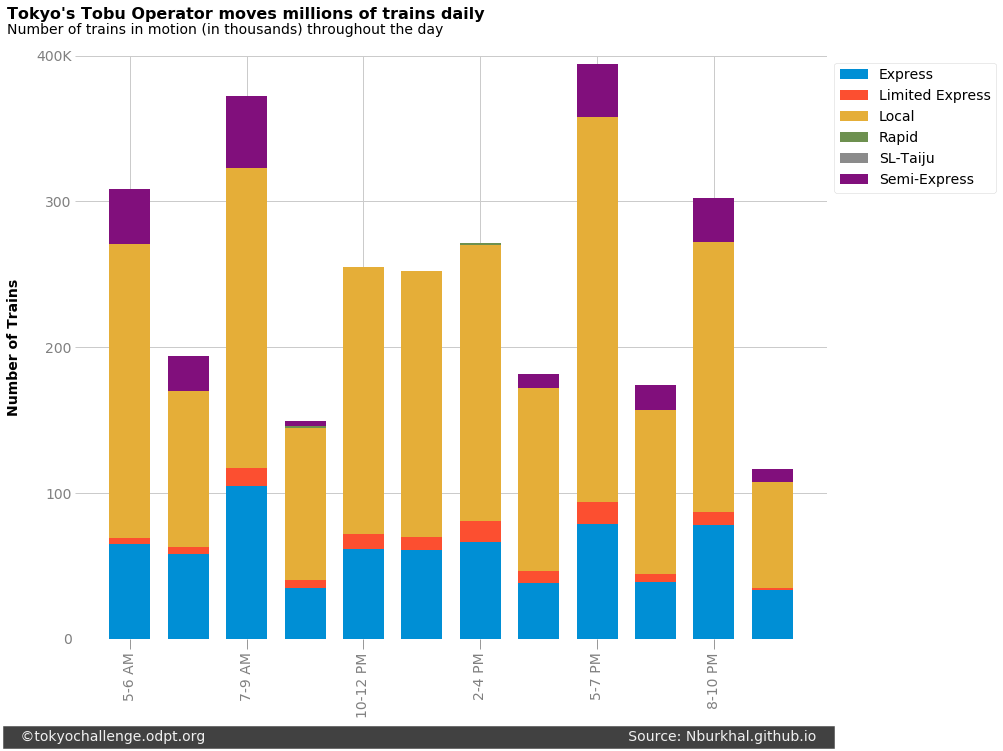 Tokyo's Tobu Operator moves millions of trains daily
Number of trains in motion (in thousands) throughout the day
400K
300
200
100
0
Number of Trains
Express
Limited Express
Local
Rapid
SL-Taiju
Semi-Express
5-6 AM
7-9 AM
10-12 PM
2-4 PM
5-7 PM
8-10 PM
©tokyochallenge.odpt.org
Source: Nburkhal.github.io